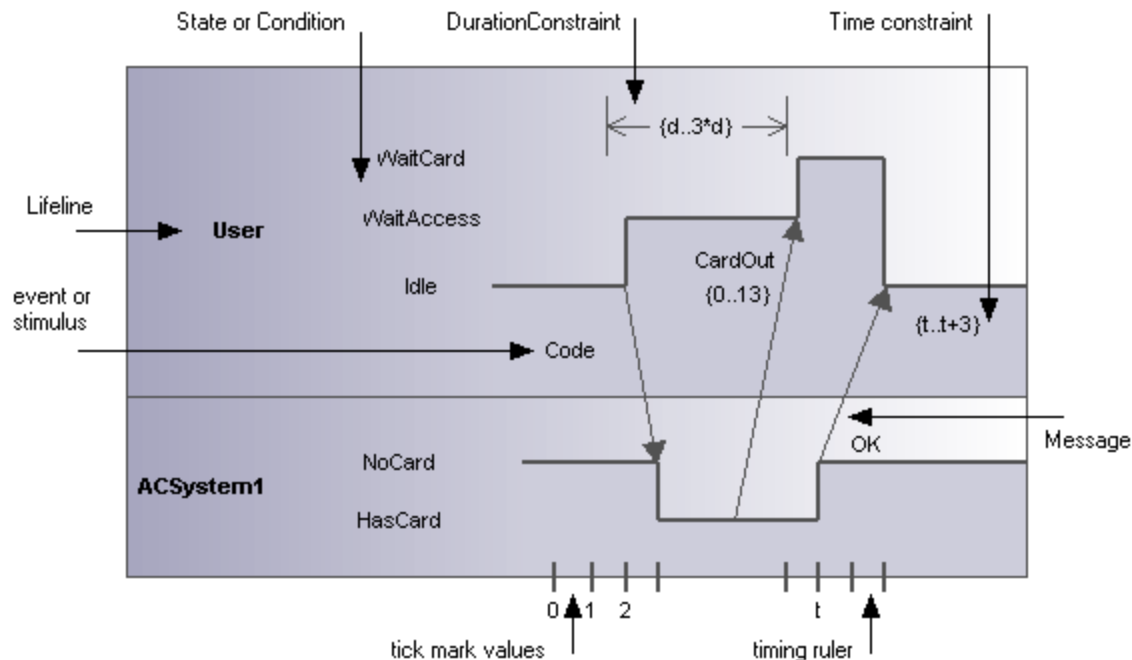 State or Condition
DurationConstraint
Time constraint
{d..3*d}
WaitCard
Lifeline
WaitAccess
User
CardOut
Idle
{0..13}
event or
stimulus
{t..t+3}
Code
OK
Message
NoCard
ACSystem1
HasCard
0 1 2 t
tick mark values
timing ruler